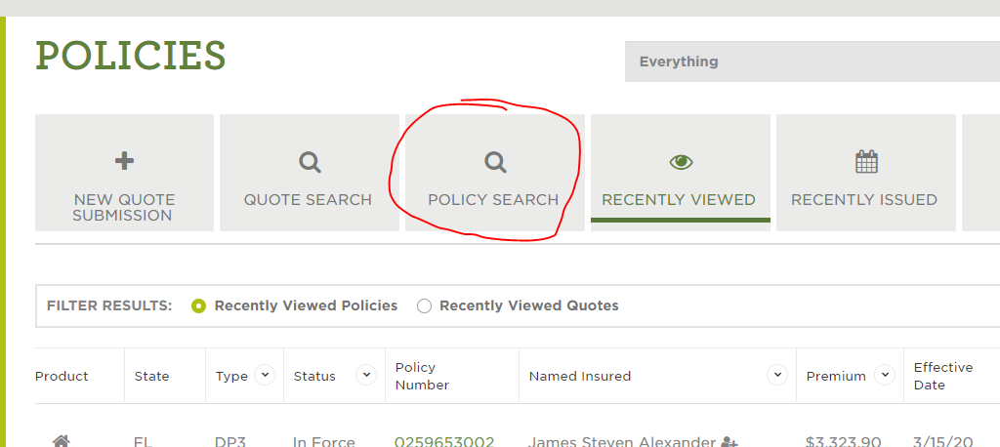 POLICIES
Everything
NEW QUOTE
SUBMISSION
QUOTE SEARCH
POLICY SEARCH
RECENTLY VIEWED
RECENTLY ISSUED
FILTER RESULTS: Recently Viewed Policies Recently Viewed Quotes
Product State Type Status Policy Number Named Insured Premium Effective Date
FL DP3 In Force 0259653002 James Steven Alexander $3,323.90 3/15/20